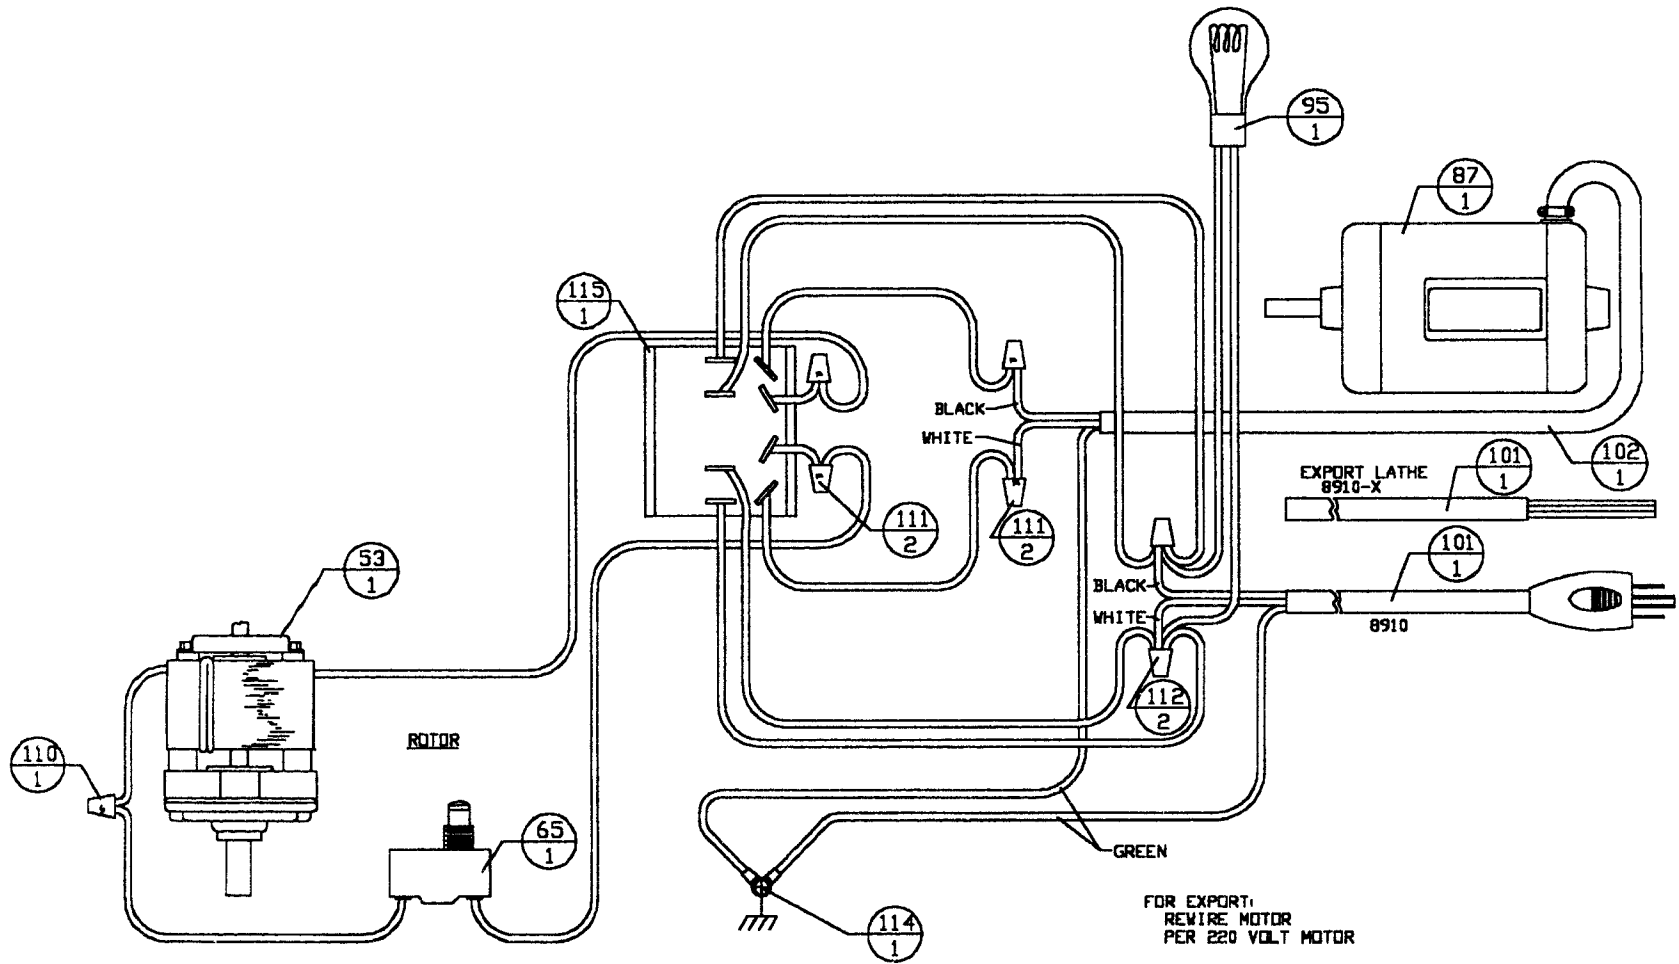 95
1
87
1
115
1
BLACK
WHITE
102
1
EXPORT LATHE
8910-X
101
1
111
2
111
2
101
1
53
1
BLACK
WHITE
8910
112
2
ROTOR
110
1
65
1
GREEN
114
1
FOR EXPORT:
REWIRE MOTOR
PER 220 VOLT MOTOR